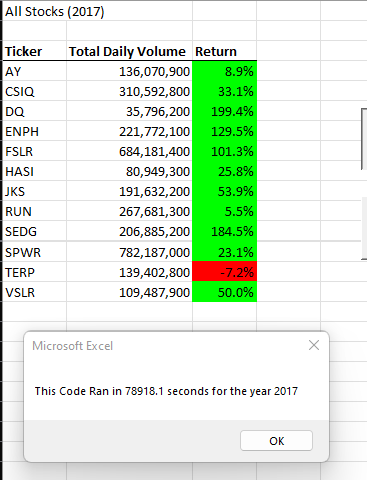 All Stocks (2017)
Ticker Total Daily Volume Return
AY 136,070,900 8.9%
CSIQ 310,592,800 33.1%
DQ 35,796,200 199.4%
ENPH 221,772,100 129.5%
FSLR 684,181,400 101.3%
HASI 80,949,300 25.8%
JKS 191,632,200 53.9%
RUN 267,681,300 5.5%
SEDG 206,885,200 184.5%
SPWR 782,187,000 23.1%
TERP 139,402,800 -7.2%
VSLR 109,487,900 50.0%
Microsoft Excel
This Code Ran in 78918.1 seconds for the year 2017
OK